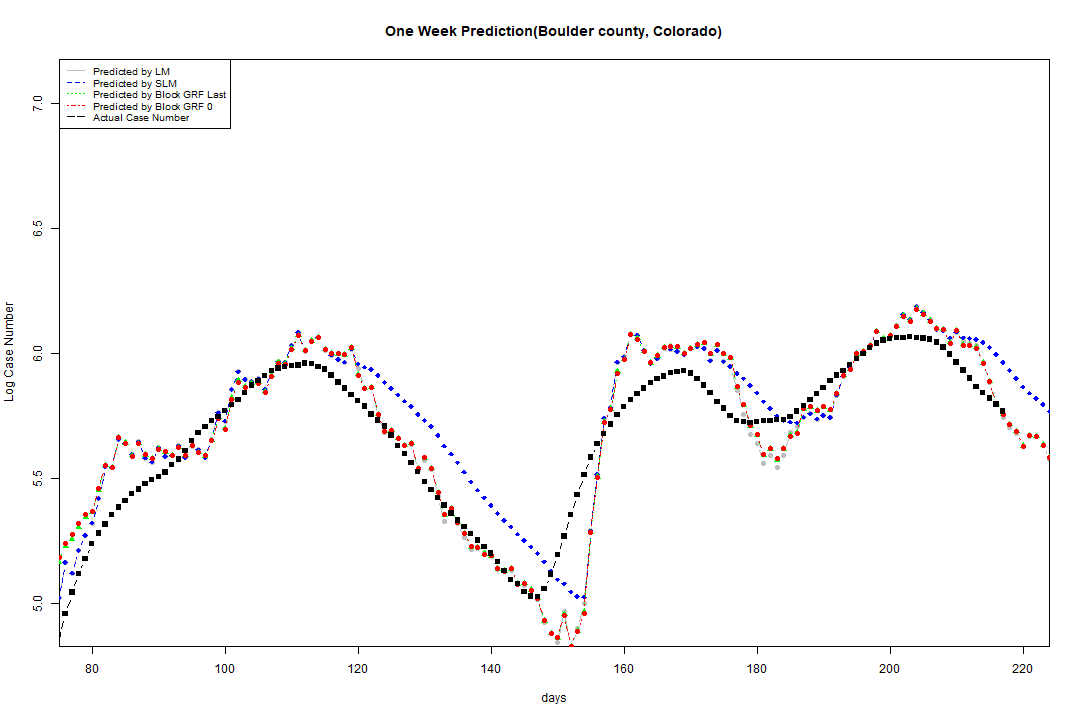 One Week Prediction(Boulder county, Colorado)
Predicted by LM
Predicted by SLM
Predicted by Block GRF Last
Predicted by Block GRF 0
Actual Case Number
7.0
6.5
6.0
5.5
5.0
Log Case Number
80 100 120 140 160 180 200 220
days